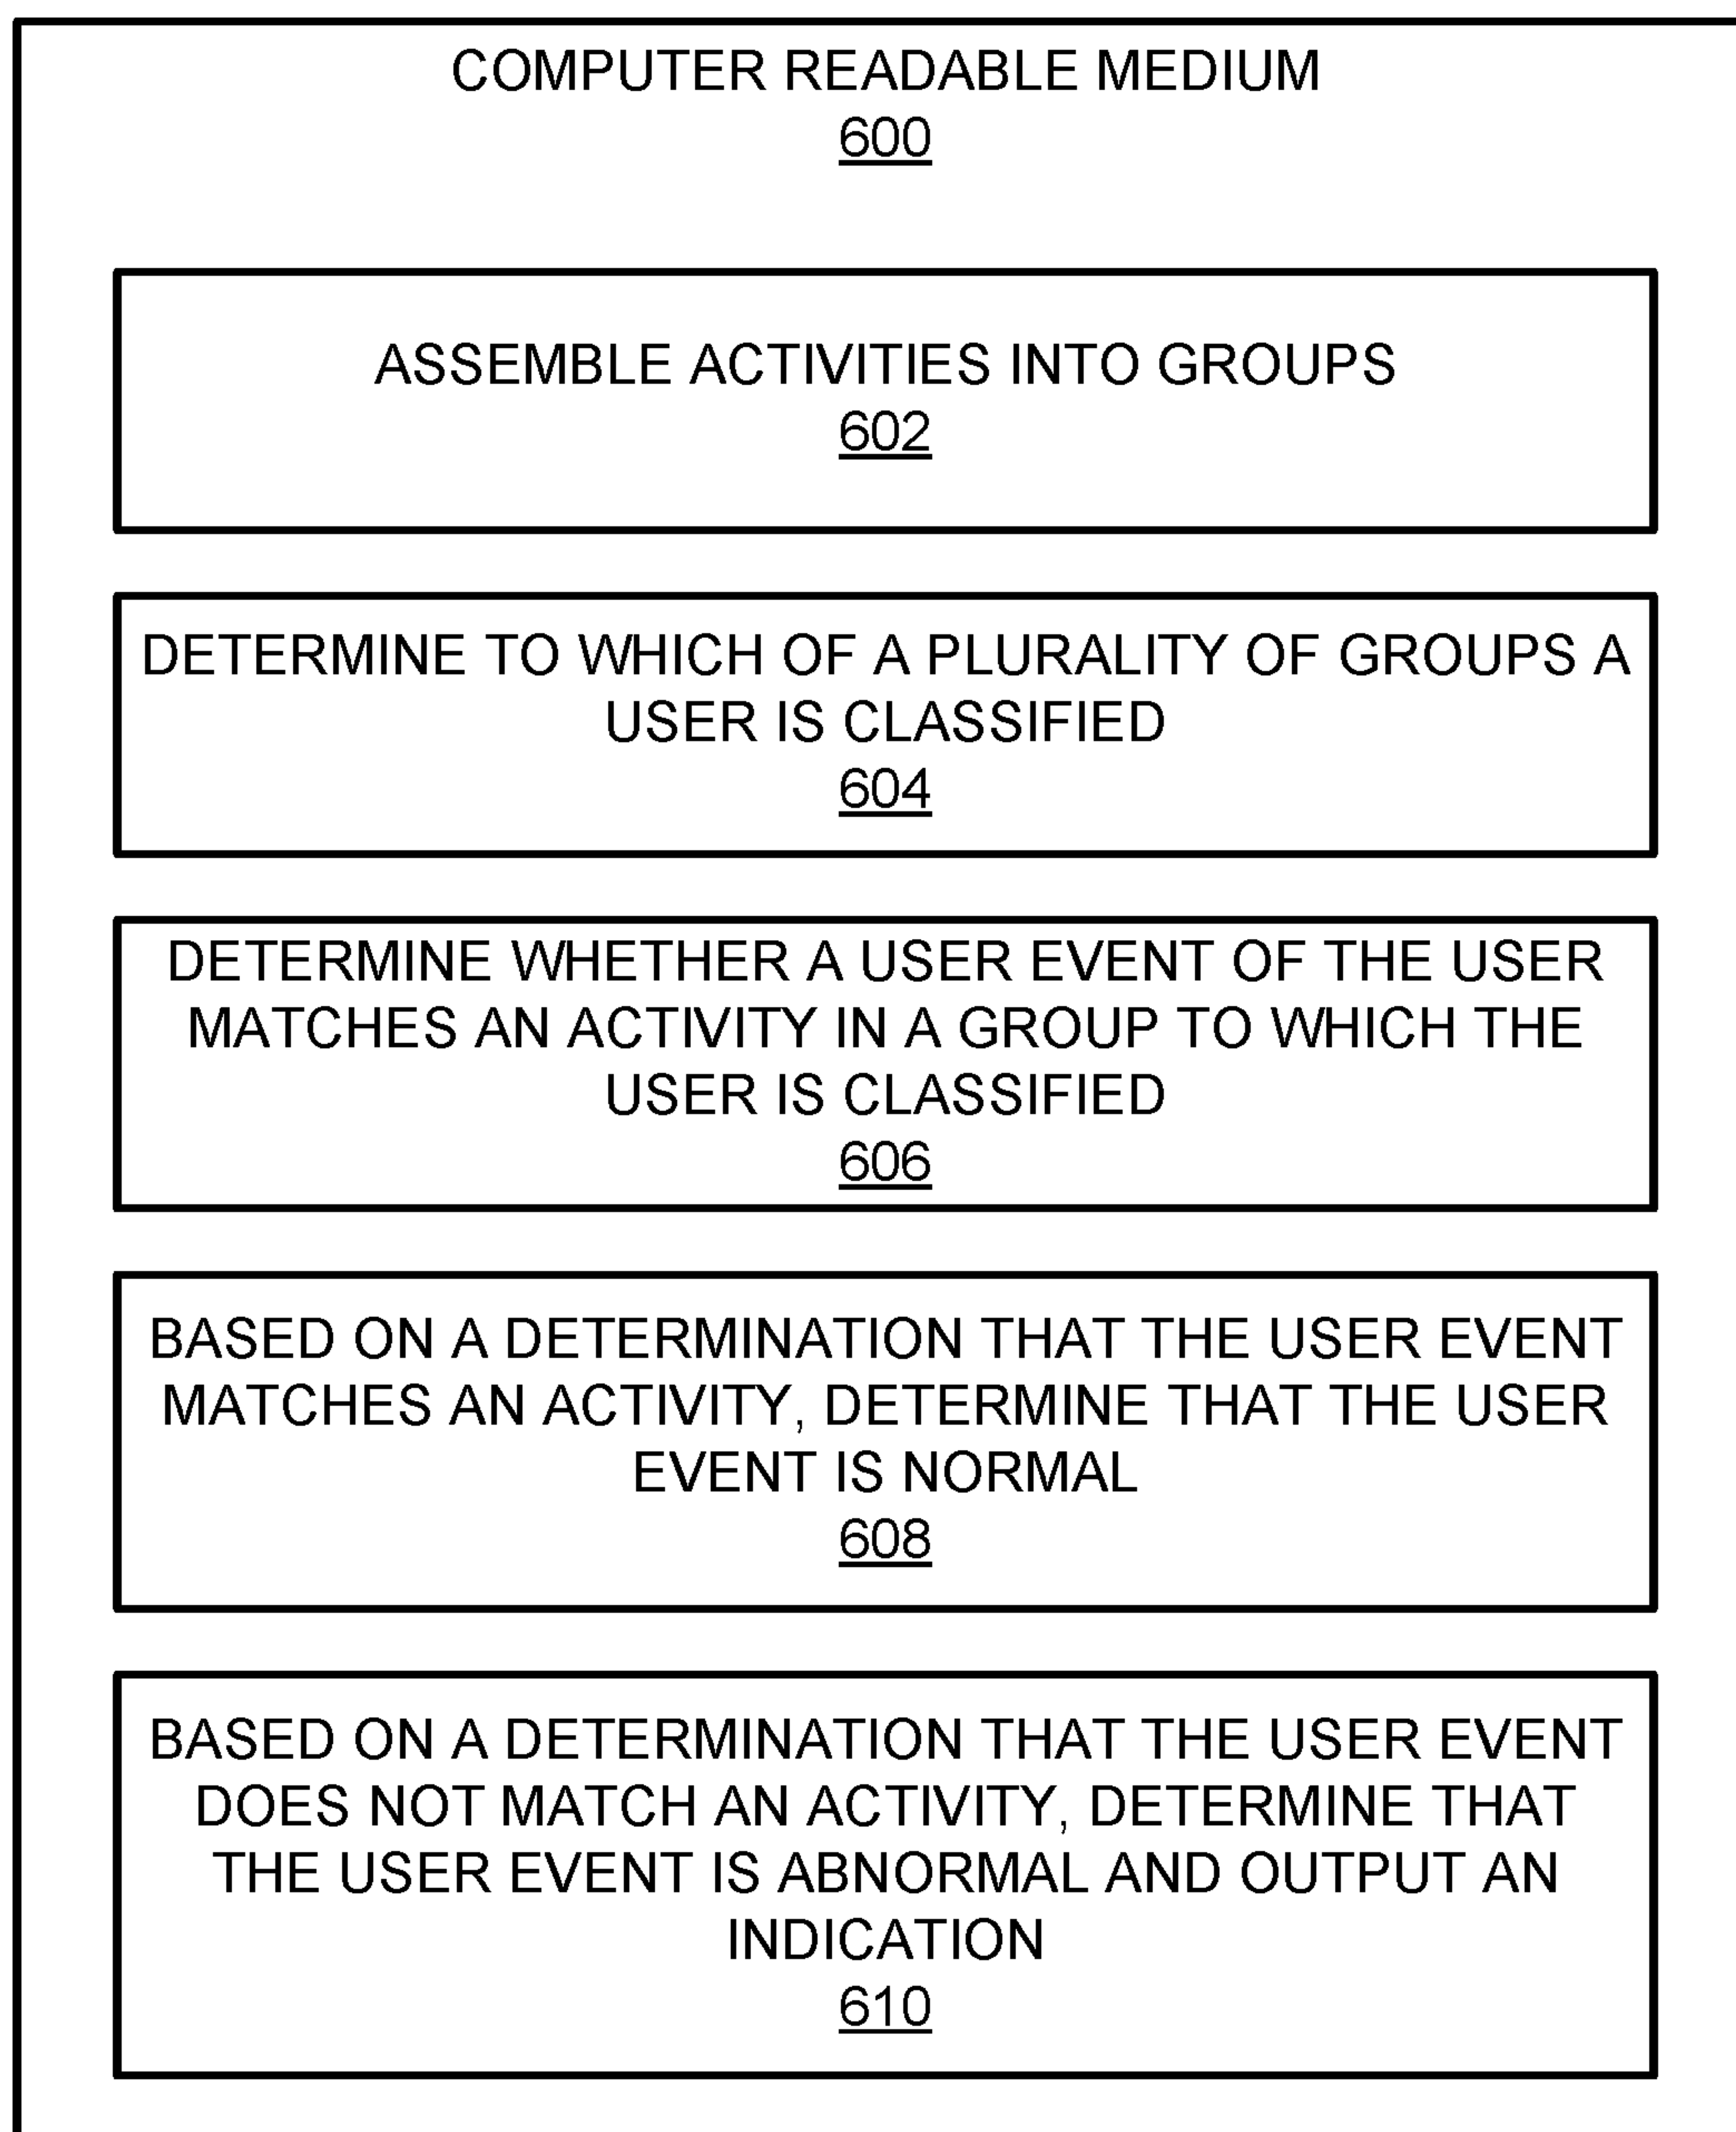 COMPUTER READABLE MEDIUM
600
ASSEMBLE ACTIVITIES INTO GROUPS
602
DETERMINE TO WHICH OF A PLURALITY OF GROUPS A
USER IS CLASSIFIED
604
DETERMINE WHETHER A USER EVENT OF THE USER
MATCHES AN ACTIVITY IN A GROUP TO WHICH THE
USER IS CLASSIFIED
606
BASED ON A DETERMINATION THAT THE USER EVENT
MATCHES AN ACTIVITY, DETERMINE THAT THE USER
EVENT IS NORMAL
608
BASED ON A DETERMINATION THAT THE USER EVENT
DOES NOT MATCH AN ACTIVITY, DETERMINE THAT
THE USER EVENT IS ABNORMAL AND OUTPUT AN
INDICATION
610